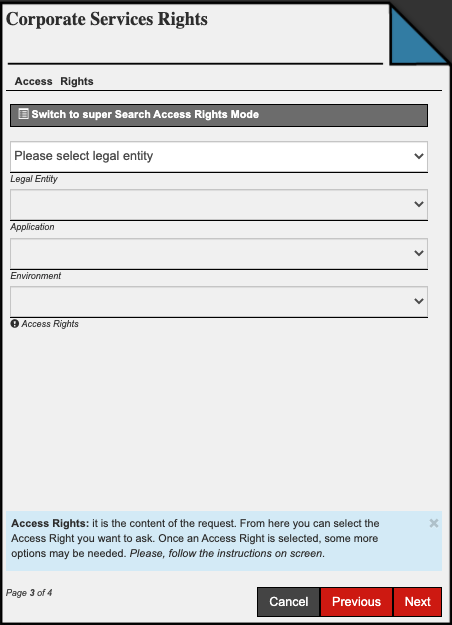 Corporate Services Rights
Access Rights
Switch to super Search Access Rights Mode
Please select legal entity
Legal Entity
Application
Environment
Access Rights
Access Rights: it is the content of the request. From here you can select the
Access Right you want to ask. Once an Access Right is selected, some more
options may be needed. Please, follow the instructions on screen.
Page 3 of 4
Cancel Previous Next